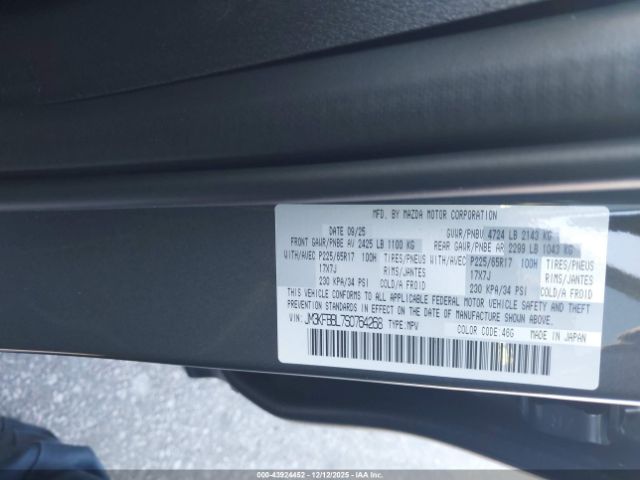 MFD. BY MAZDA MOTOR CORPORATION
DATE 09/25 GVWR/PNBV 4724 LB 2143 KG
FRONT GAWR/PNBE AV 2425 LB 1100 KG REAR GAWR/PNBE AR 2299 LB 1043 KG
WITH/AVEC P225/65R17 100H TIRES/PNEUS WITH/AVEC P225/65R17 100H TIRES/PNEUS
17X7J RIMS/JANTES 17X7J RIMS/JANTES
230 KPA/34 PSI COLD/A FROID 230 KPA/34 PSI COLD/A FROID
THIS VEHICLE CONFORMS TO ALL APPLICABLE FEDERAL MOTOR VEHICLE SAFETY, BUMPER, AND THEFT
PREVENTION STANDARDS IN EFFECT ON THE DATE OF MANUFACTURE SHOWN ABOVE.
VIN: JM3KFBBL7S0764268 TYPE: MPV COLOR CODE: 46G MADE IN JAPAN
000-43924452 - 12/12/2025 - IAAI.COM